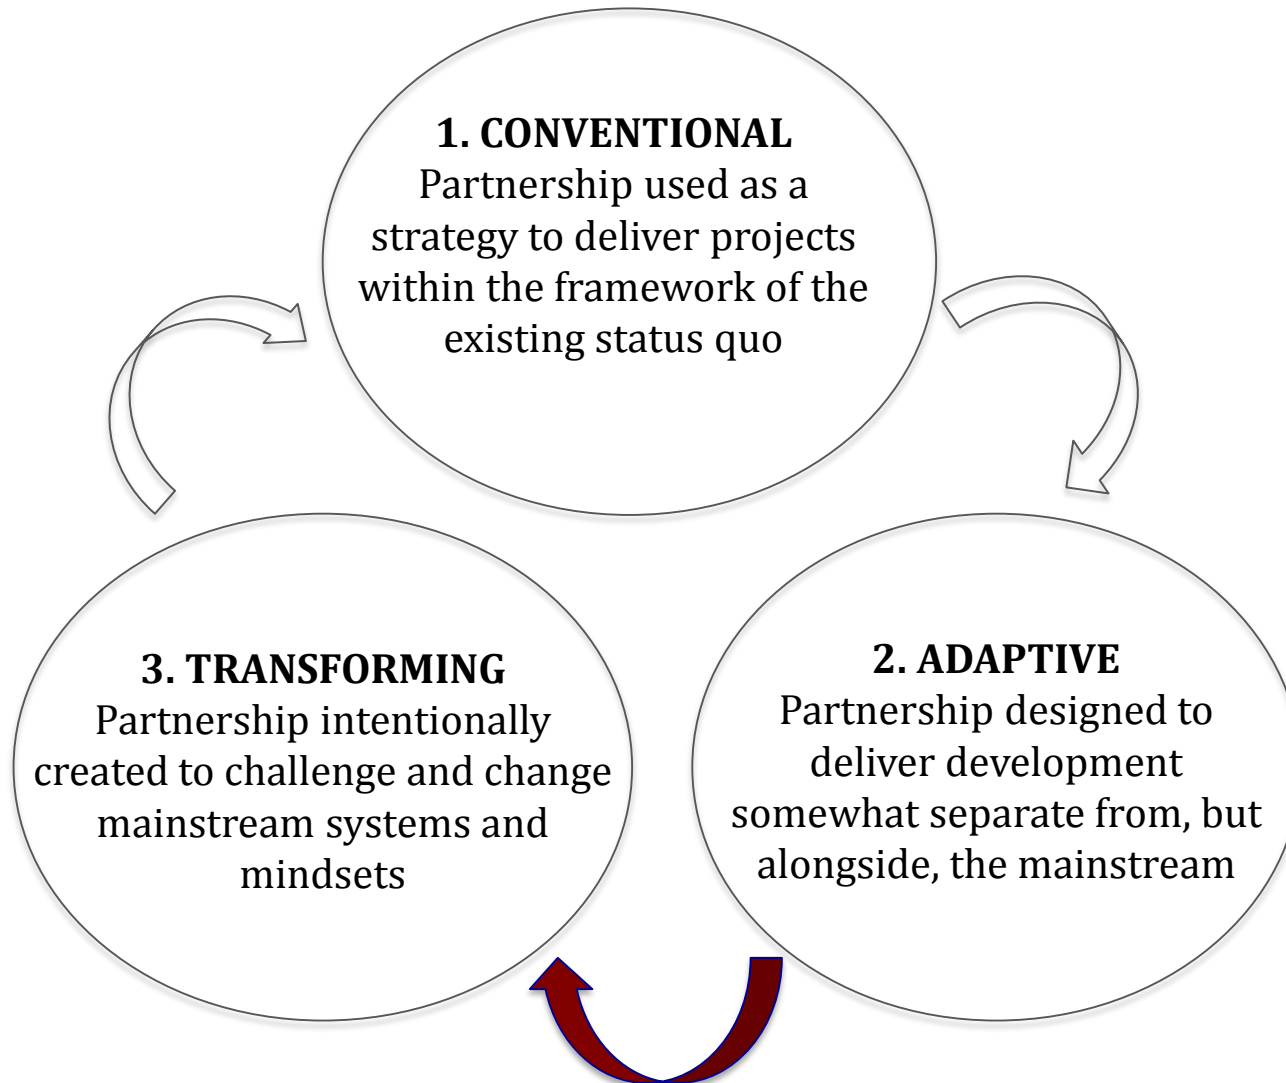 1. CONVENTIONAL
Partnership used as a
strategy to deliver projects
within the framework of the
existing status quo
2. ADAPTIVE
Partnership designed to
deliver development
somewhat separate from, but
alongside, the mainstream
3. TRANSFORMING
Partnership intentionally
created to challenge and change
mainstream systems and
mindsets